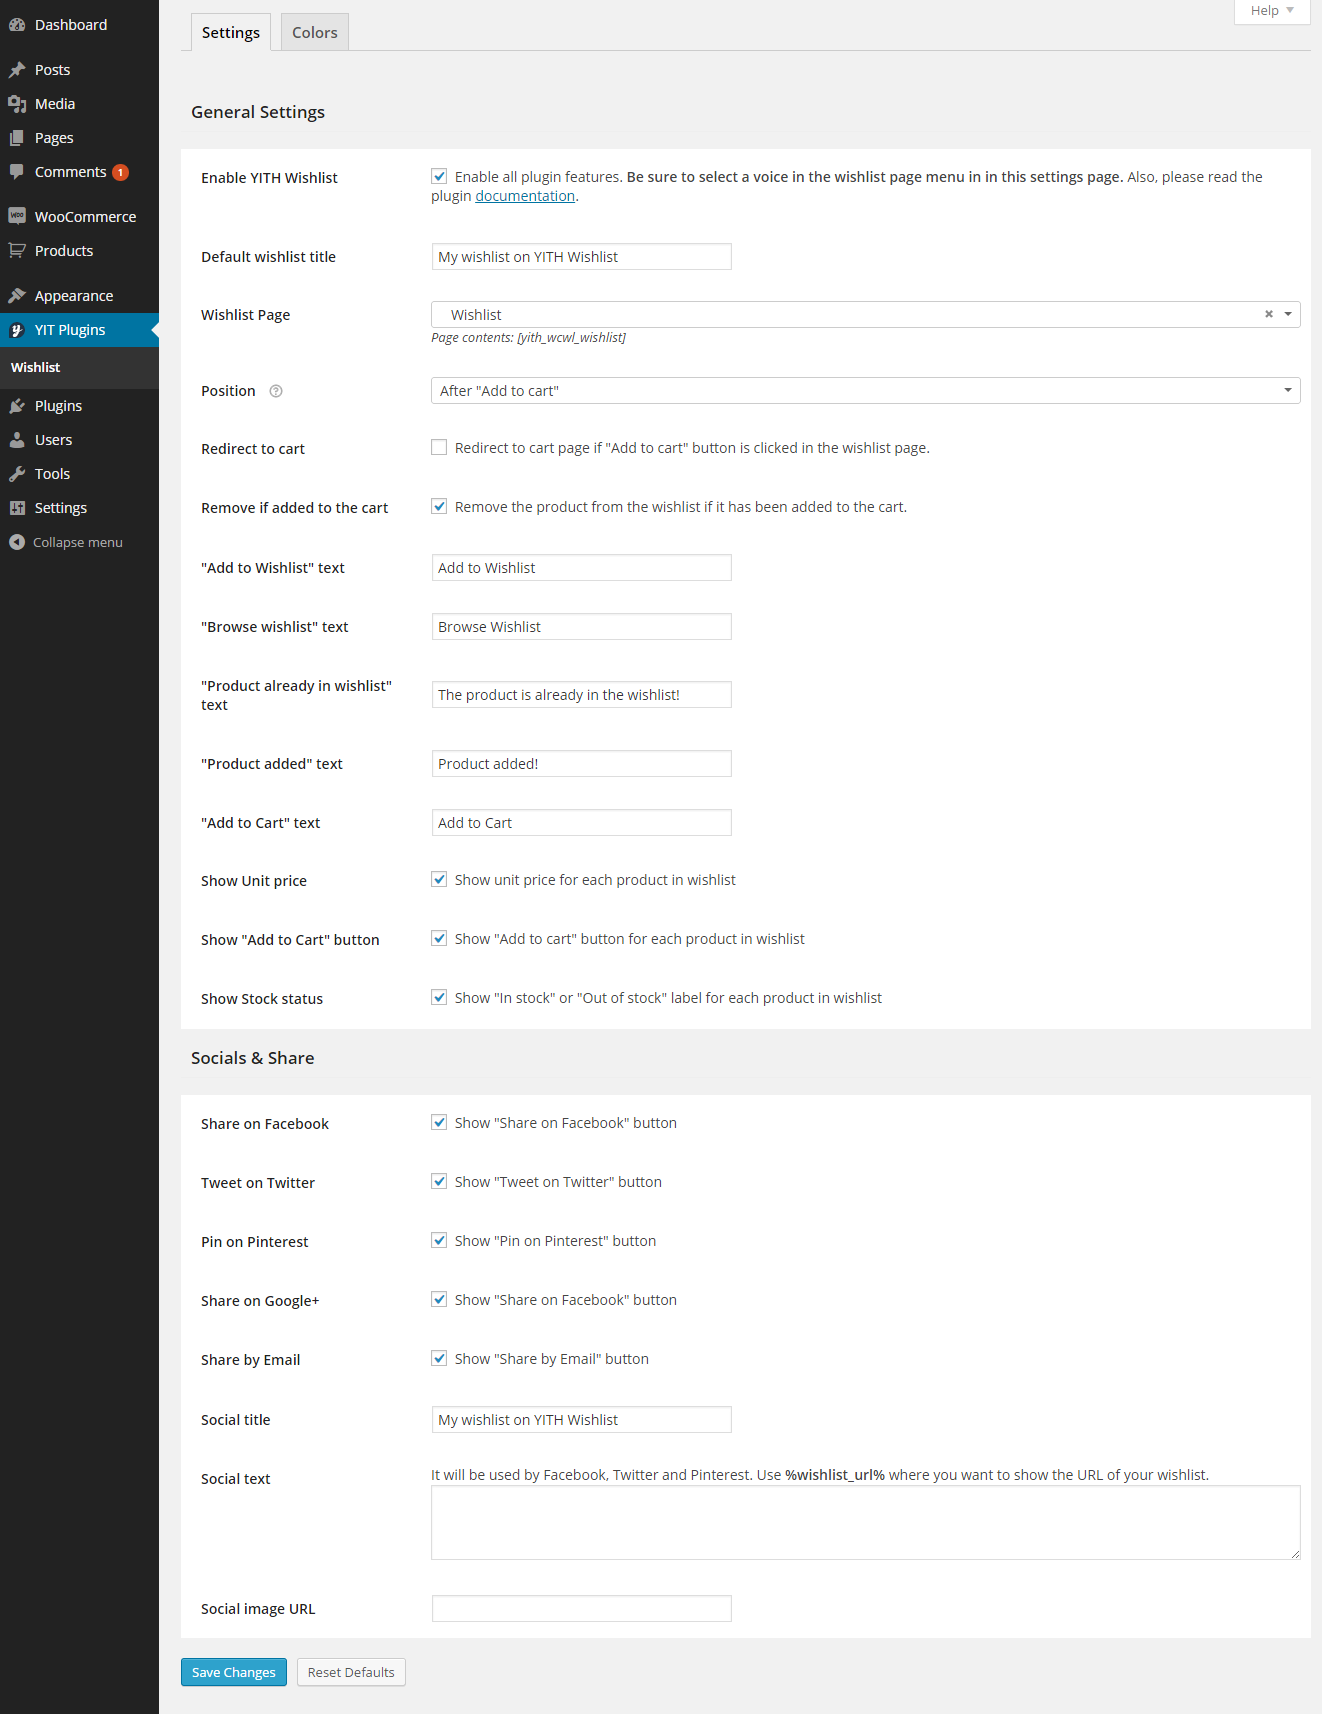 Dashboard
Posts
Media
Pages
Comments 1
WooCommerce
Products
Appearance
YIT Plugins
Wishlist
Plugins
Users
Tools
Settings
Collapse menu
Help
Settings
Colors
General Settings
Enable YITH Wishlist
Enable all plugin features. Be sure to select a voice in the wishlist page menu in in this settings page. Also, please read the
plugin documentation.
Default wishlist title
My wishlist on YITH Wishlist
Wishlist Page
Wishlist
Page contents: [yith_wcwl_wishlist]
Position
After "Add to cart"
Redirect to cart
Redirect to cart page if "Add to cart" button is clicked in the wishlist page.
Remove if added to the cart
Remove the product from the wishlist if it has been added to the cart.
"Add to Wishlist" text
Add to Wishlist
"Browse wishlist" text
Browse Wishlist
"Product already in wishlist"
text
The product is already in the wishlist!
"Product added" text
Product added!
"Add to Cart" text
Add to Cart
Show Unit price
Show unit price for each product in wishlist
Show "Add to Cart" button
Show "Add to cart" button for each product in wishlist
Show Stock status
Show "In stock" or "Out of stock" label for each product in wishlist
Socials & Share
Share on Facebook
Show "Share on Facebook" button
Tweet on Twitter
Show "Tweet on Twitter" button
Pin on Pinterest
Show "Pin on Pinterest" button
Share on Google+
Show "Share on Facebook" button
Share by Email
Show "Share by Email" button
Social title
My wishlist on YITH Wishlist
Social text
It will be used by Facebook, Twitter and Pinterest. Use %wishlist_url% where you want to show the URL of your wishlist.
Social image URL
Save Changes
Reset Defaults